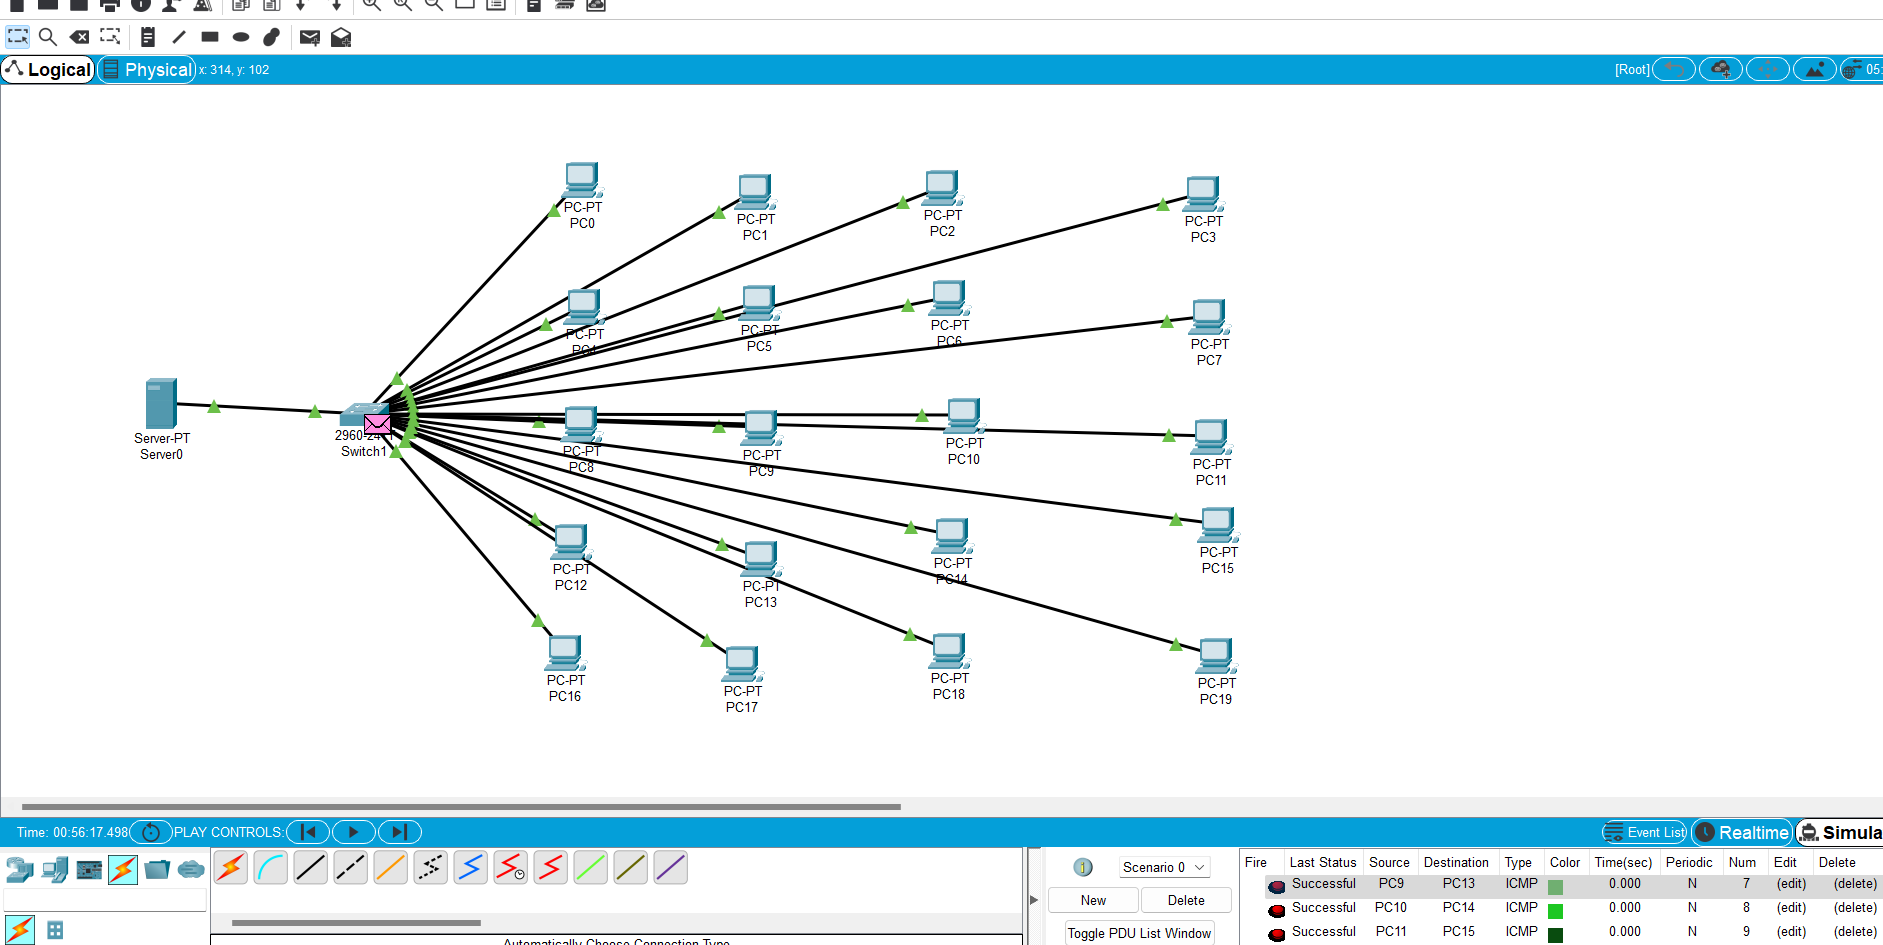 Logical Physical x: 314, y: 102 [Root] 05:
PC-PT
PC0
PC-PT
PC1
PC-PT
PC2
PC-PT
PC3
PC-PT
PC4
PC-PT
PC5
PC-PT
PC6
PC-PT
PC7
Server-PT
Server0
2960-24
Switch1
PC-PT
PC8
PC-PT
PC9
PC-PT
PC10
PC-PT
PC11
PC-PT
PC12
PC-PT
PC13
PC-PT
PC14
PC-PT
PC15
PC-PT
PC16
PC-PT
PC17
PC-PT
PC18
PC-PT
PC19
Time: 00:56:17.498 PLAY CONTROLS: Event List Realtime Simula
Scenario 0
New Delete
Toggle PDU List Window
Automatically Choose Connection Type
Fire Last Status Source Destination Type Color Time(sec) Periodic Num Edit Delete
Successful PC9 PC13 ICMP 0.000 N 7 (edit) (delete)
Successful PC10 PC14 ICMP 0.000 N 8 (edit) (delete)
Successful PC11 PC15 ICMP 0.000 N 9 (edit) (delete)